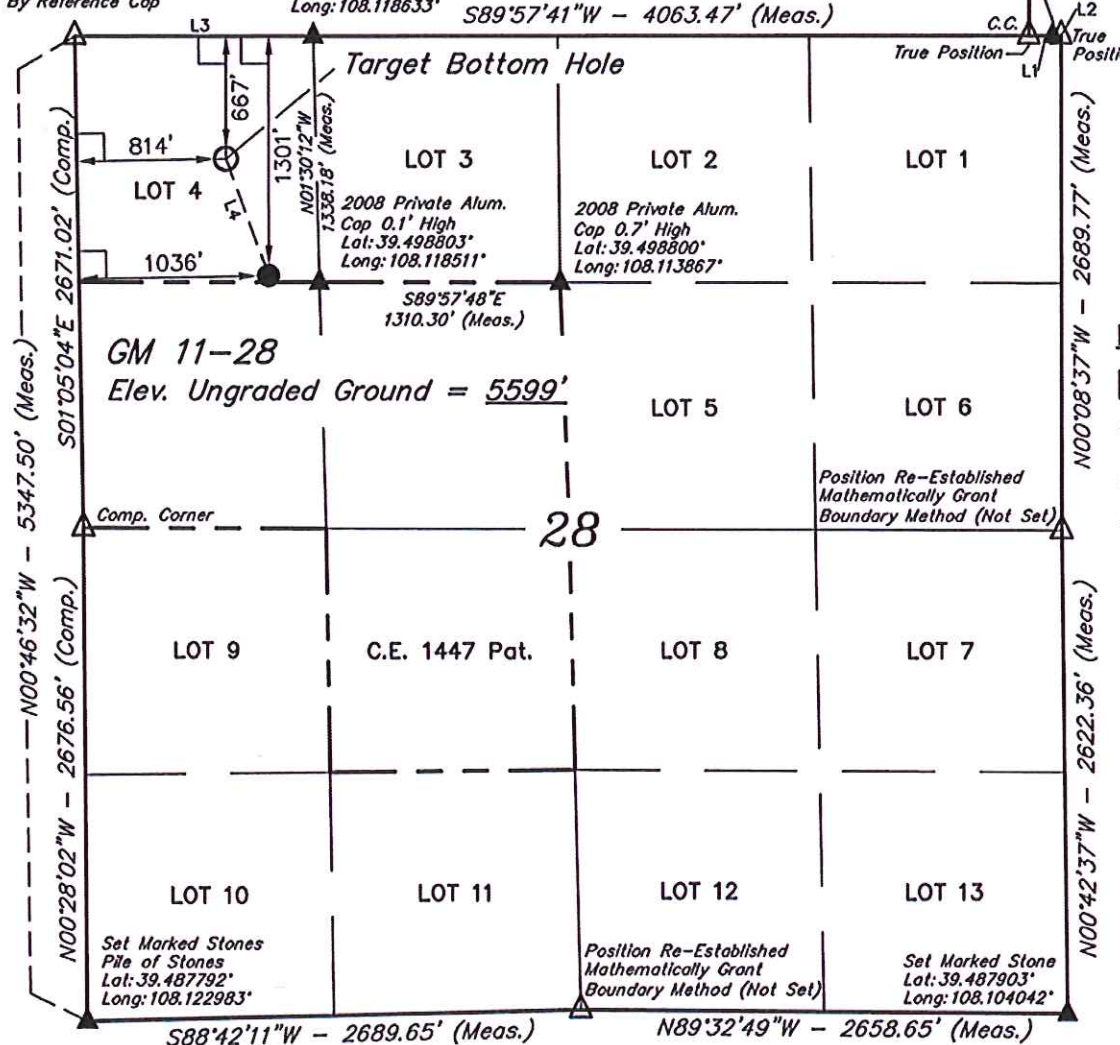 By Reference Cap
Long:108.118633°
S89°57'41"W – 4063.47' (Meas.)
C.C.
L2
True
True Position
L1
L3
Target Bottom Hole
667'
1301'
814'
LOT 4
L4
1036'
N01°30'12"W
1338.18' (Meas.)
LOT 3
LOT 2
LOT 1
2008 Private Alum.
Cap 0.1' High
Lat:39.498803°
Long:108.118511°
2008 Private Alum.
Cap 0.7' High
Lat:39.498800°
Long:108.113867°
S89°57'48"E
1310.30' (Meas.)
S01°05'04"E 2671.02' (Comp.)
N00°08'37"W – 2689.77' (Meas.)
N00°46'32"W – 5347.50' (Meas.)
GM 11-28
Elev. Ungraded Ground = 5599'
LOT 5
LOT 6
Position Re-Established
Mathematically Grant
Boundary Method (Not Set)
Comp. Corner
28
LOT 9
C.E. 1447 Pat.
LOT 8
LOT 7
N00°28'02"W – 2676.56' (Comp.)
N00°42'37"W – 2622.36' (Meas.)
LOT 10
LOT 11
LOT 12
LOT 13
Set Marked Stones
Pile of Stones
Lat:39.487792°
Long:108.122983°
Position Re-Established
Mathematically Grant
Boundary Method (Not Set)
Set Marked Stone
Lat:39.487903°
Long:108.104042°
S88°42'11"W – 2689.65' (Meas.)
N89°32'49"W – 2658.65' (Meas.)